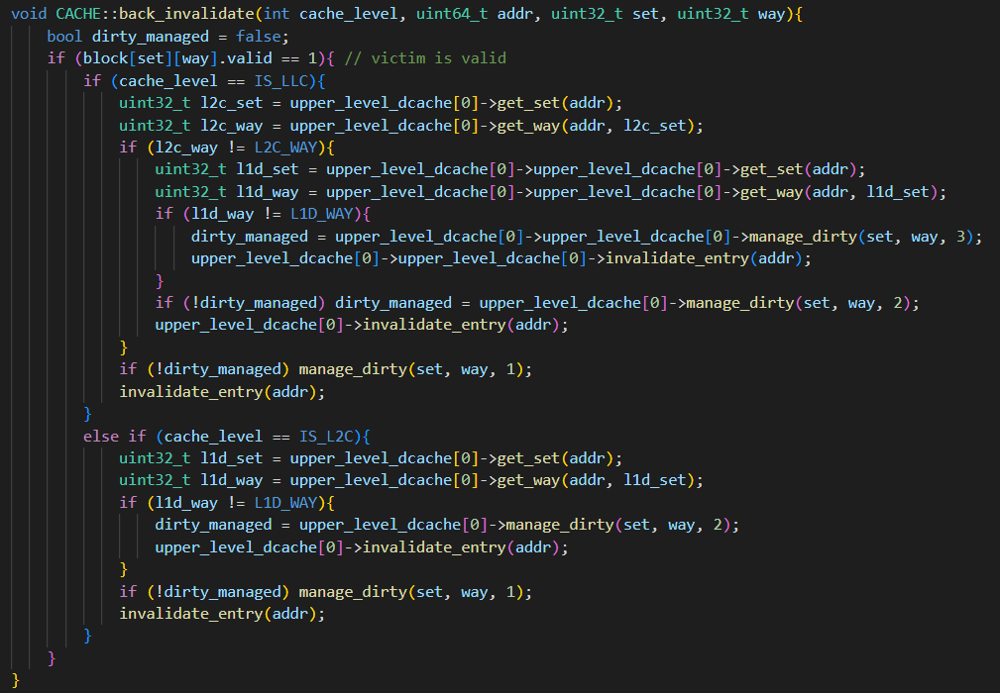 void CACHE::back_invalidate(int cache_level, uint64_t addr, uint32_t set, uint32_t way){
bool dirty_managed = false;
if (block[set][way].valid == 1){ // victim is valid
if (cache_level == IS_LLC){
uint32_t l2c_set = upper_level_dcache[0]->get_set(addr);
uint32_t l2c_way = upper_level_dcache[0]->get_way(addr, l2c_set);
if (l2c_way != L2C_WAY){
uint32_t l1d_set = upper_level_dcache[0]->upper_level_dcache[0]->get_set(addr);
uint32_t l1d_way = upper_level_dcache[0]->upper_level_dcache[0]->get_way(addr, l1d_set);
if (l1d_way != L1D_WAY){
dirty_managed = upper_level_dcache[0]->upper_level_dcache[0]->manage_dirty(set, way, 3);
upper_level_dcache[0]->upper_level_dcache[0]->invalidate_entry(addr);
}
if (!dirty_managed) dirty_managed = upper_level_dcache[0]->manage_dirty(set, way, 2);
upper_level_dcache[0]->invalidate_entry(addr);
}
if (!dirty_managed) manage_dirty(set, way, 1);
invalidate_entry(addr);
}
else if (cache_level == IS_L2C){
uint32_t l1d_set = upper_level_dcache[0]->get_set(addr);
uint32_t l1d_way = upper_level_dcache[0]->get_way(addr, l1d_set);
if (l1d_way != L1D_WAY){
dirty_managed = upper_level_dcache[0]->manage_dirty(set, way, 2);
upper_level_dcache[0]->invalidate_entry(addr);
}
if (!dirty_managed) manage_dirty(set, way, 1);
invalidate_entry(addr);
}
}
}